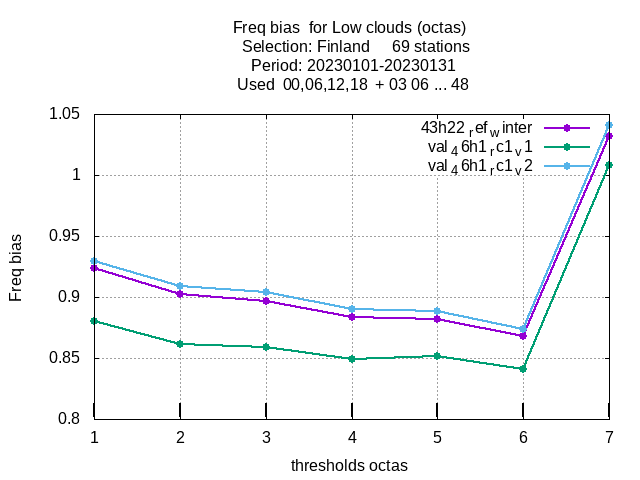 Freq bias  for Low clouds (octas)
Selection: Finland     69 stations
Period: 20230101-20230131
Used  00,06,12,18  + 03 06 ... 48
1.05
1
0.95
0.9
0.85
0.8
Freq bias
43h22 ref winter
val 4 6h1 r c1 v 1
val 4 6h1 r c1 v 2
1 2 3 4 5 6 7
thresholds octas